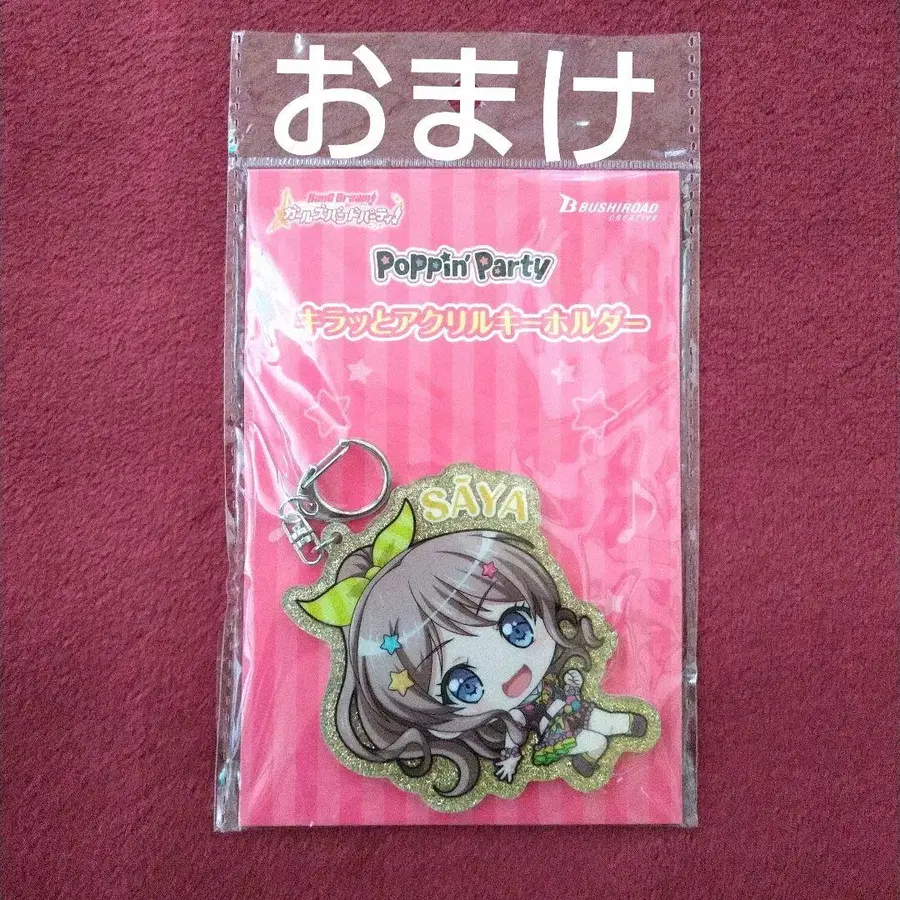 おまけ
BanG Dream!
ガールズバンドパーティ!
BUSHIROAD
CREATIVE
Poppin'Party
キラッとアクリルキーホルダー
SĀYA